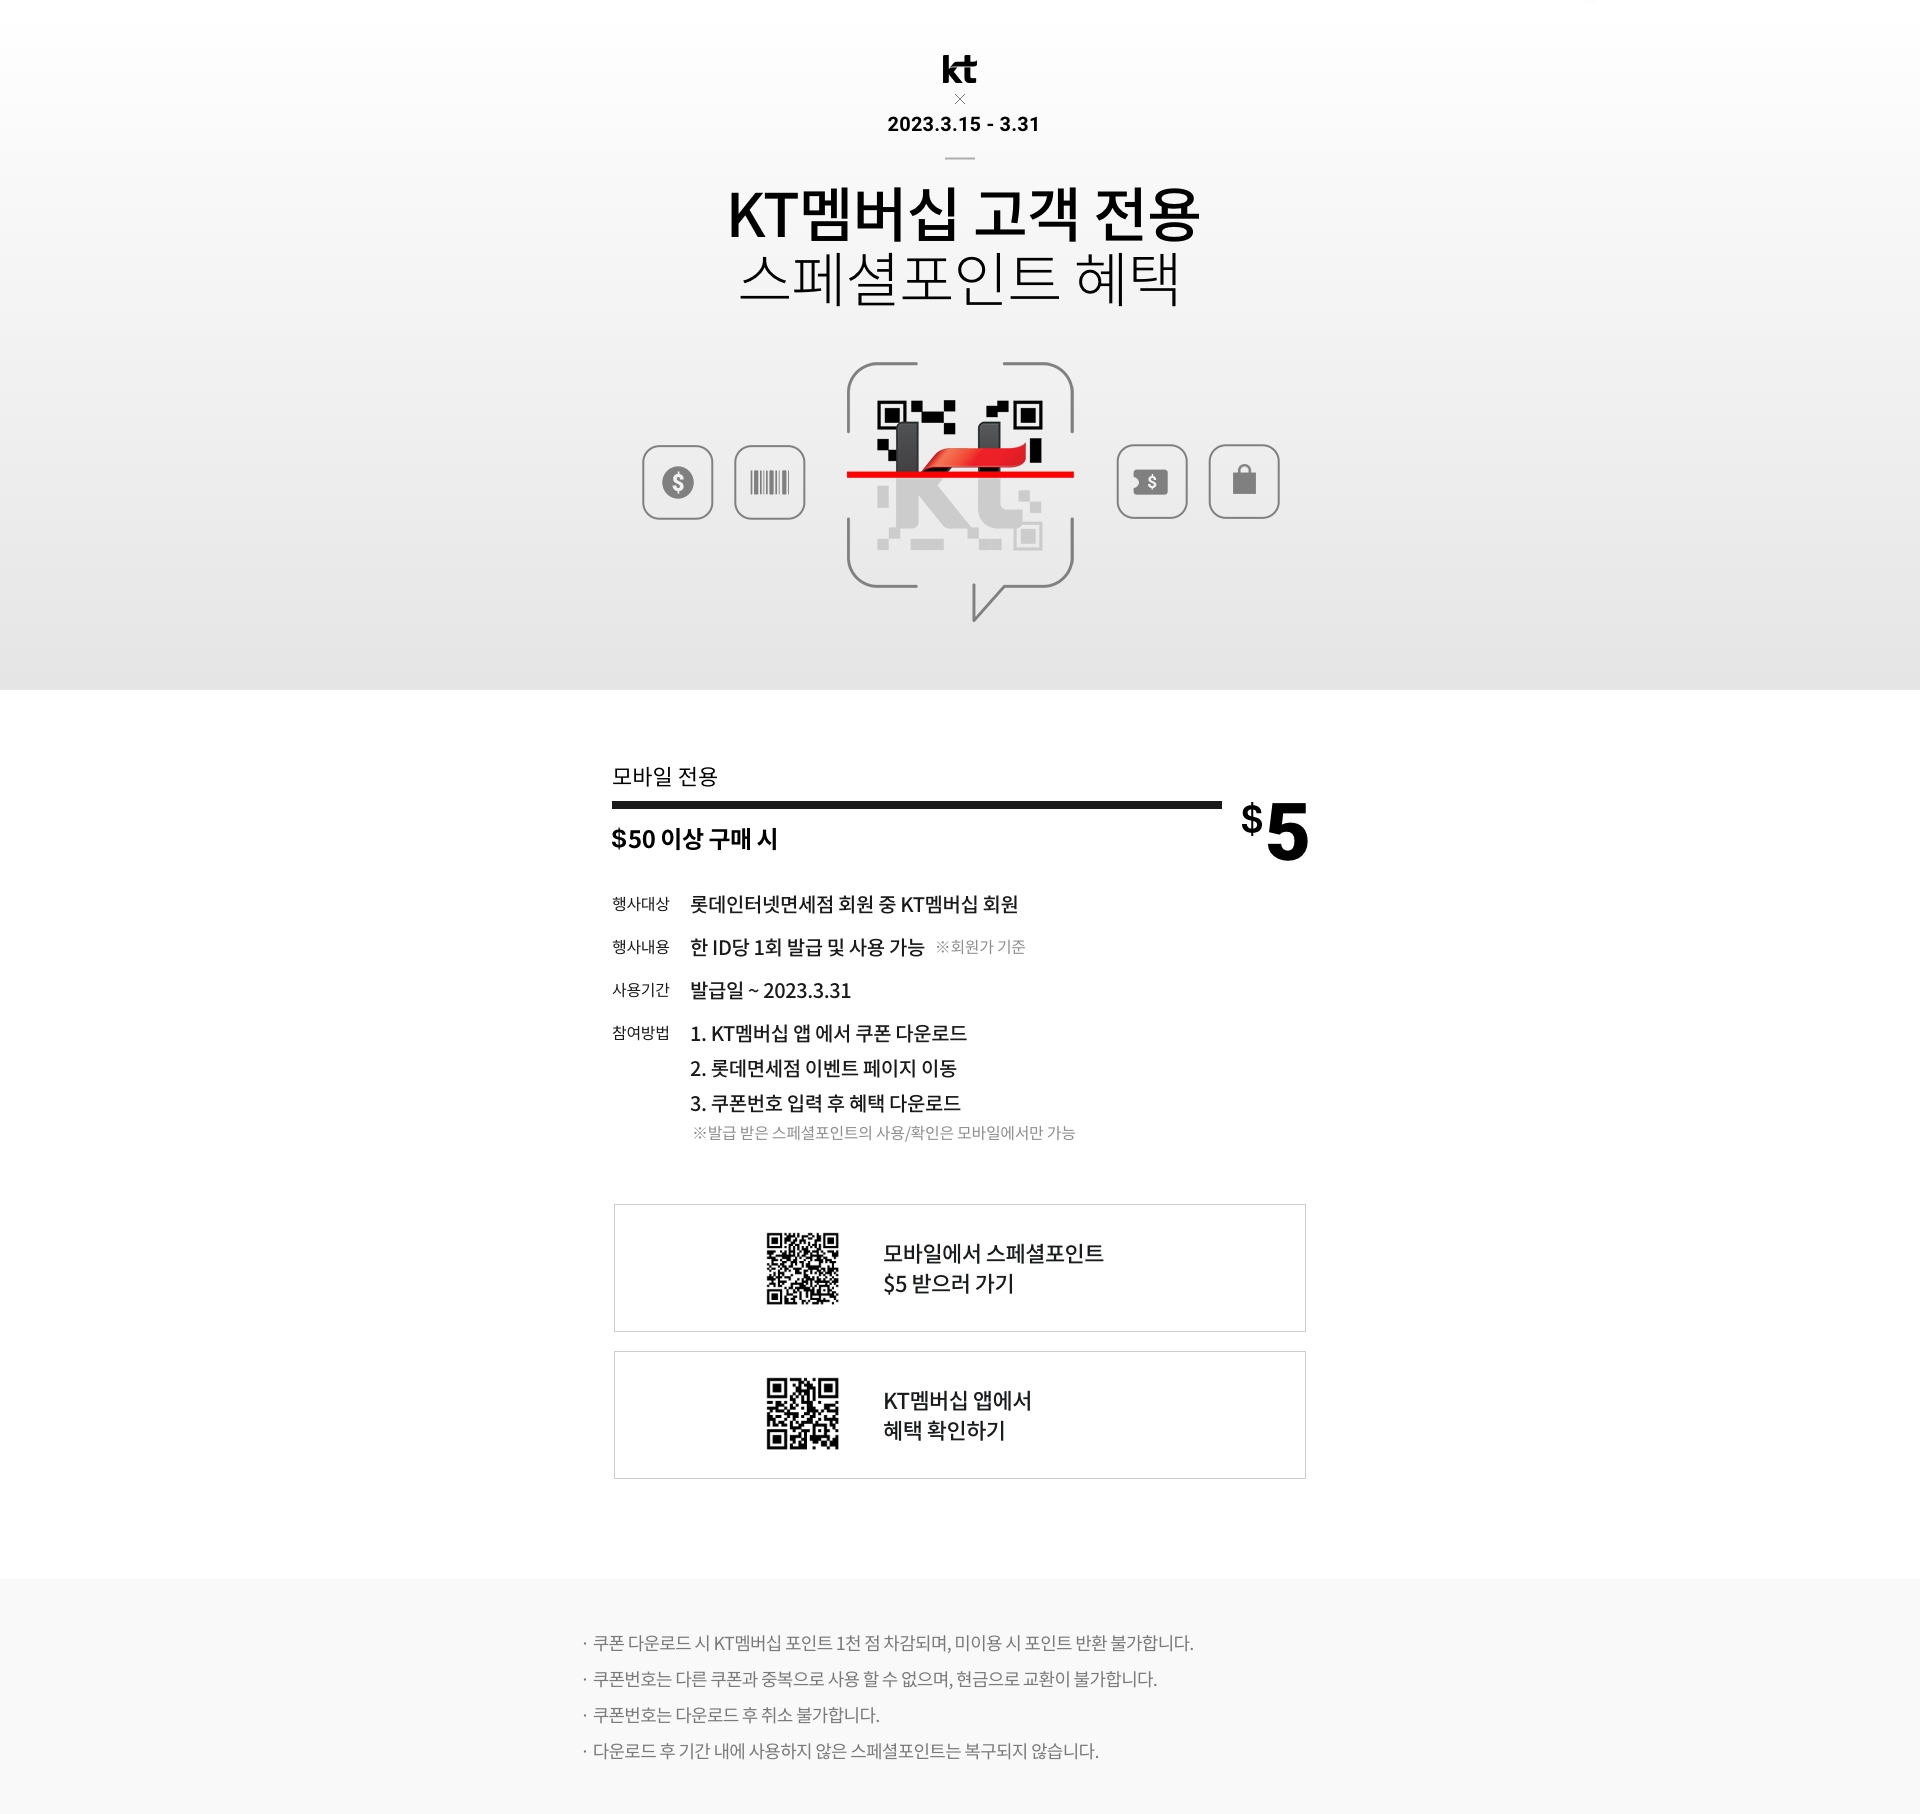 kt
×
2023.3.15 - 3.31
KT멤버십 고객 전용
스페셜포인트 혜택
$
kt
$
모바일 전용
$50 이상 구매 시
$5
행사대상 롯데인터넷면세점 회원 중 KT멤버십 회원
행사내용 한 ID당 1회 발급 및 사용 가능 ※회원가 기준
사용기간 발급일 ~ 2023.3.31
참여방법 1. KT멤버십 앱 에서 쿠폰 다운로드
2. 롯데면세점 이벤트 페이지 이동
3. 쿠폰번호 입력 후 혜택 다운로드
※발급 받은 스페셜포인트의 사용/확인은 모바일에서만 가능
모바일에서 스페셜포인트
$5 받으러 가기
KT멤버십 앱에서
혜택 확인하기
· 쿠폰 다운로드 시 KT멤버십 포인트 1천 점 차감되며, 미이용 시 포인트 반환 불가합니다.
· 쿠폰번호는 다른 쿠폰과 중복으로 사용 할 수 없으며, 현금으로 교환이 불가합니다.
· 쿠폰번호는 다운로드 후 취소 불가합니다.
· 다운로드 후 기간 내에 사용하지 않은 스페셜포인트는 복구되지 않습니다.